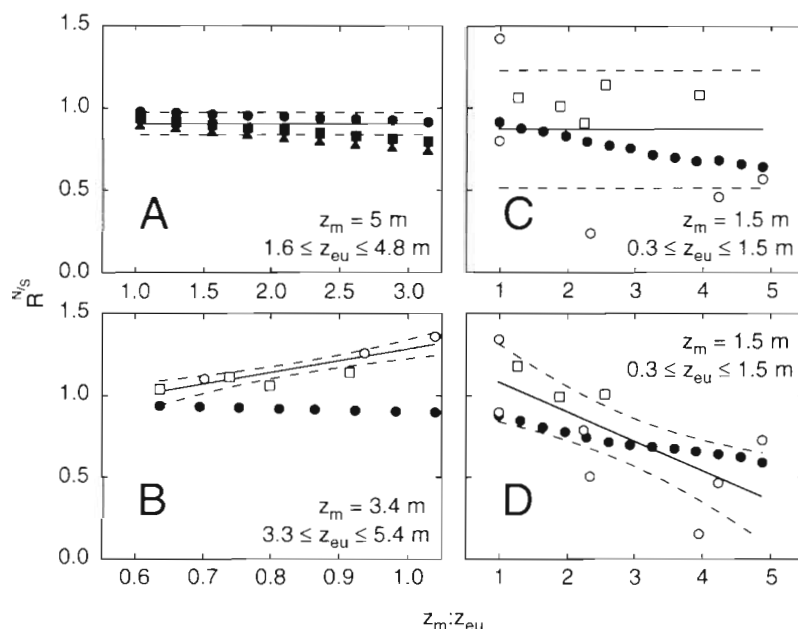 1.5
1.0
0.5
0.0
A
z_m = 5 m
1.6 ≤ z_eu ≤ 4.8 m
1.0 1.5 2.0 2.5 3.0
C
z_m = 1.5 m
0.3 ≤ z_eu ≤ 1.5 m
1 2 3 4 5
R^N/S
1.5
1.0
0.5
0.0
B
z_m = 3.4 m
3.3 ≤ z_eu ≤ 5.4 m
0.6 0.7 0.8 0.9 1.0
z_m = 1.5 m
0.3 ≤ z_eu ≤ 1.5 m
D
1 2 3 4 5
z_m:z_eu